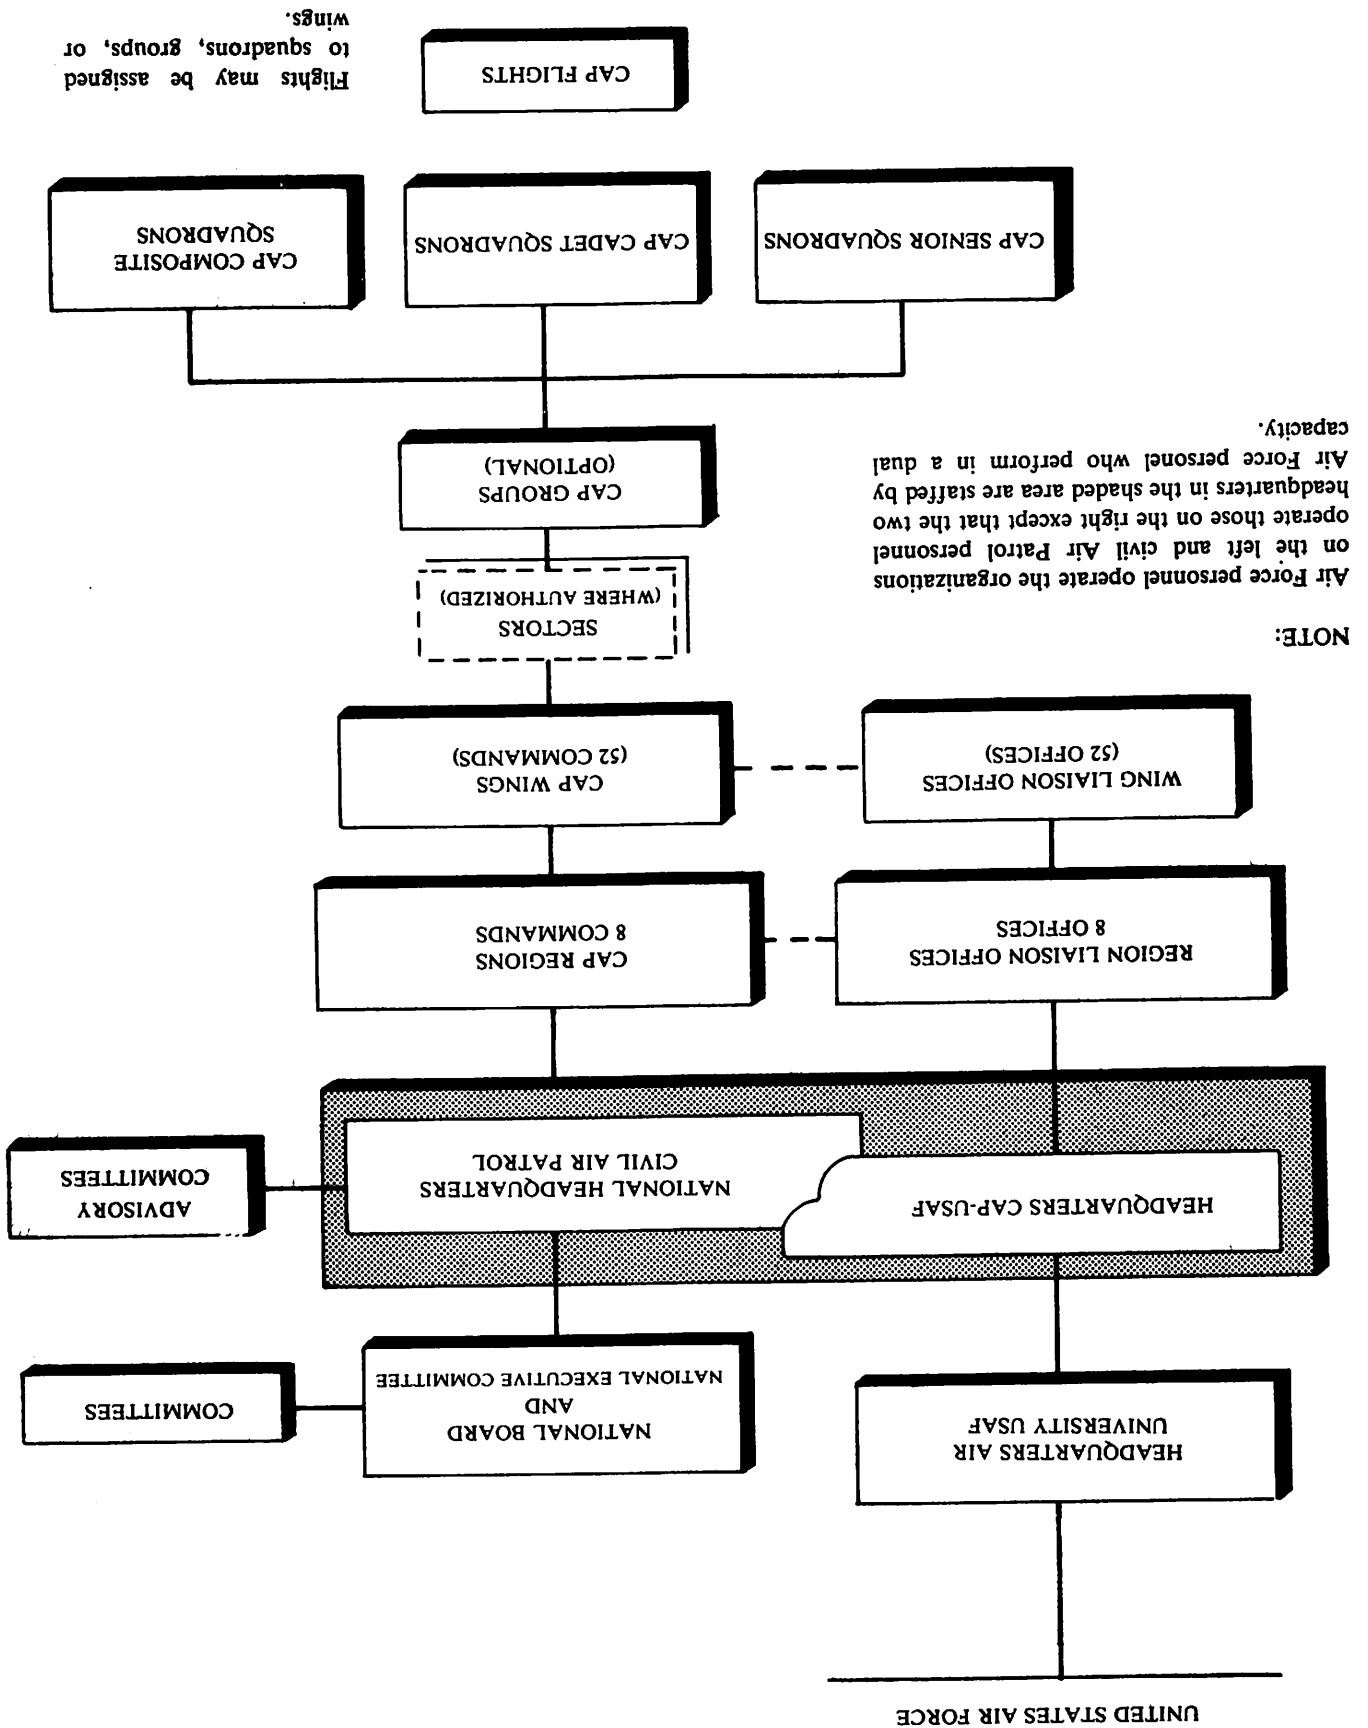 UNITED STATES AIR FORCE
HEADQUARTERS AIR
UNIVERSITY USAF
NATIONAL BOARD
AND
NATIONAL EXECUTIVE COMMITTEE
COMMITTEES
HEADQUARTERS CAP-USAF
NATIONAL HEADQUARTERS
CIVIL AIR PATROL
ADVISORY
COMMITTEES
REGION LIAISON OFFICES
8 OFFICES
CAP REGIONS
8 COMMANDS
WING LIAISON OFFICES
(52 OFFICES)
CAP WINGS
(52 COMMANDS)
NOTE:
Air Force personnel operate the organizations
on the left and civil Air Patrol personnel
operate those on the right except that the two
headquarters in the shaded area are staffed by
Air Force personel who perform in a dual
capacity.
SECTORS
(WHERE AUTHORIZED)
CAP GROUPS
(OPTIONAL)
CAP SENIOR SQUADRONS
CAP CADET SQUADRONS
CAP COMPOSITE
SQUADRONS
CAP FLIGHTS
Flights may be assigned
to squadrons, groups, or
wings.